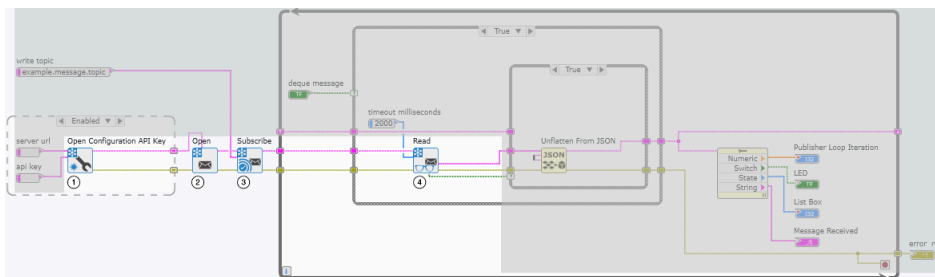 True
write topic
example.message.topic
True
deque message
TF
timeout milliseconds
2000
Enabled
server url
Open Configuration API Key
Open
Subscribe
Read
Unflatten From JSON
JSON
api key
1
2
3
4
Publisher Loop Iteration
Numeric
Switch
State
String
LED
TF
List Box
Message Received
error
i